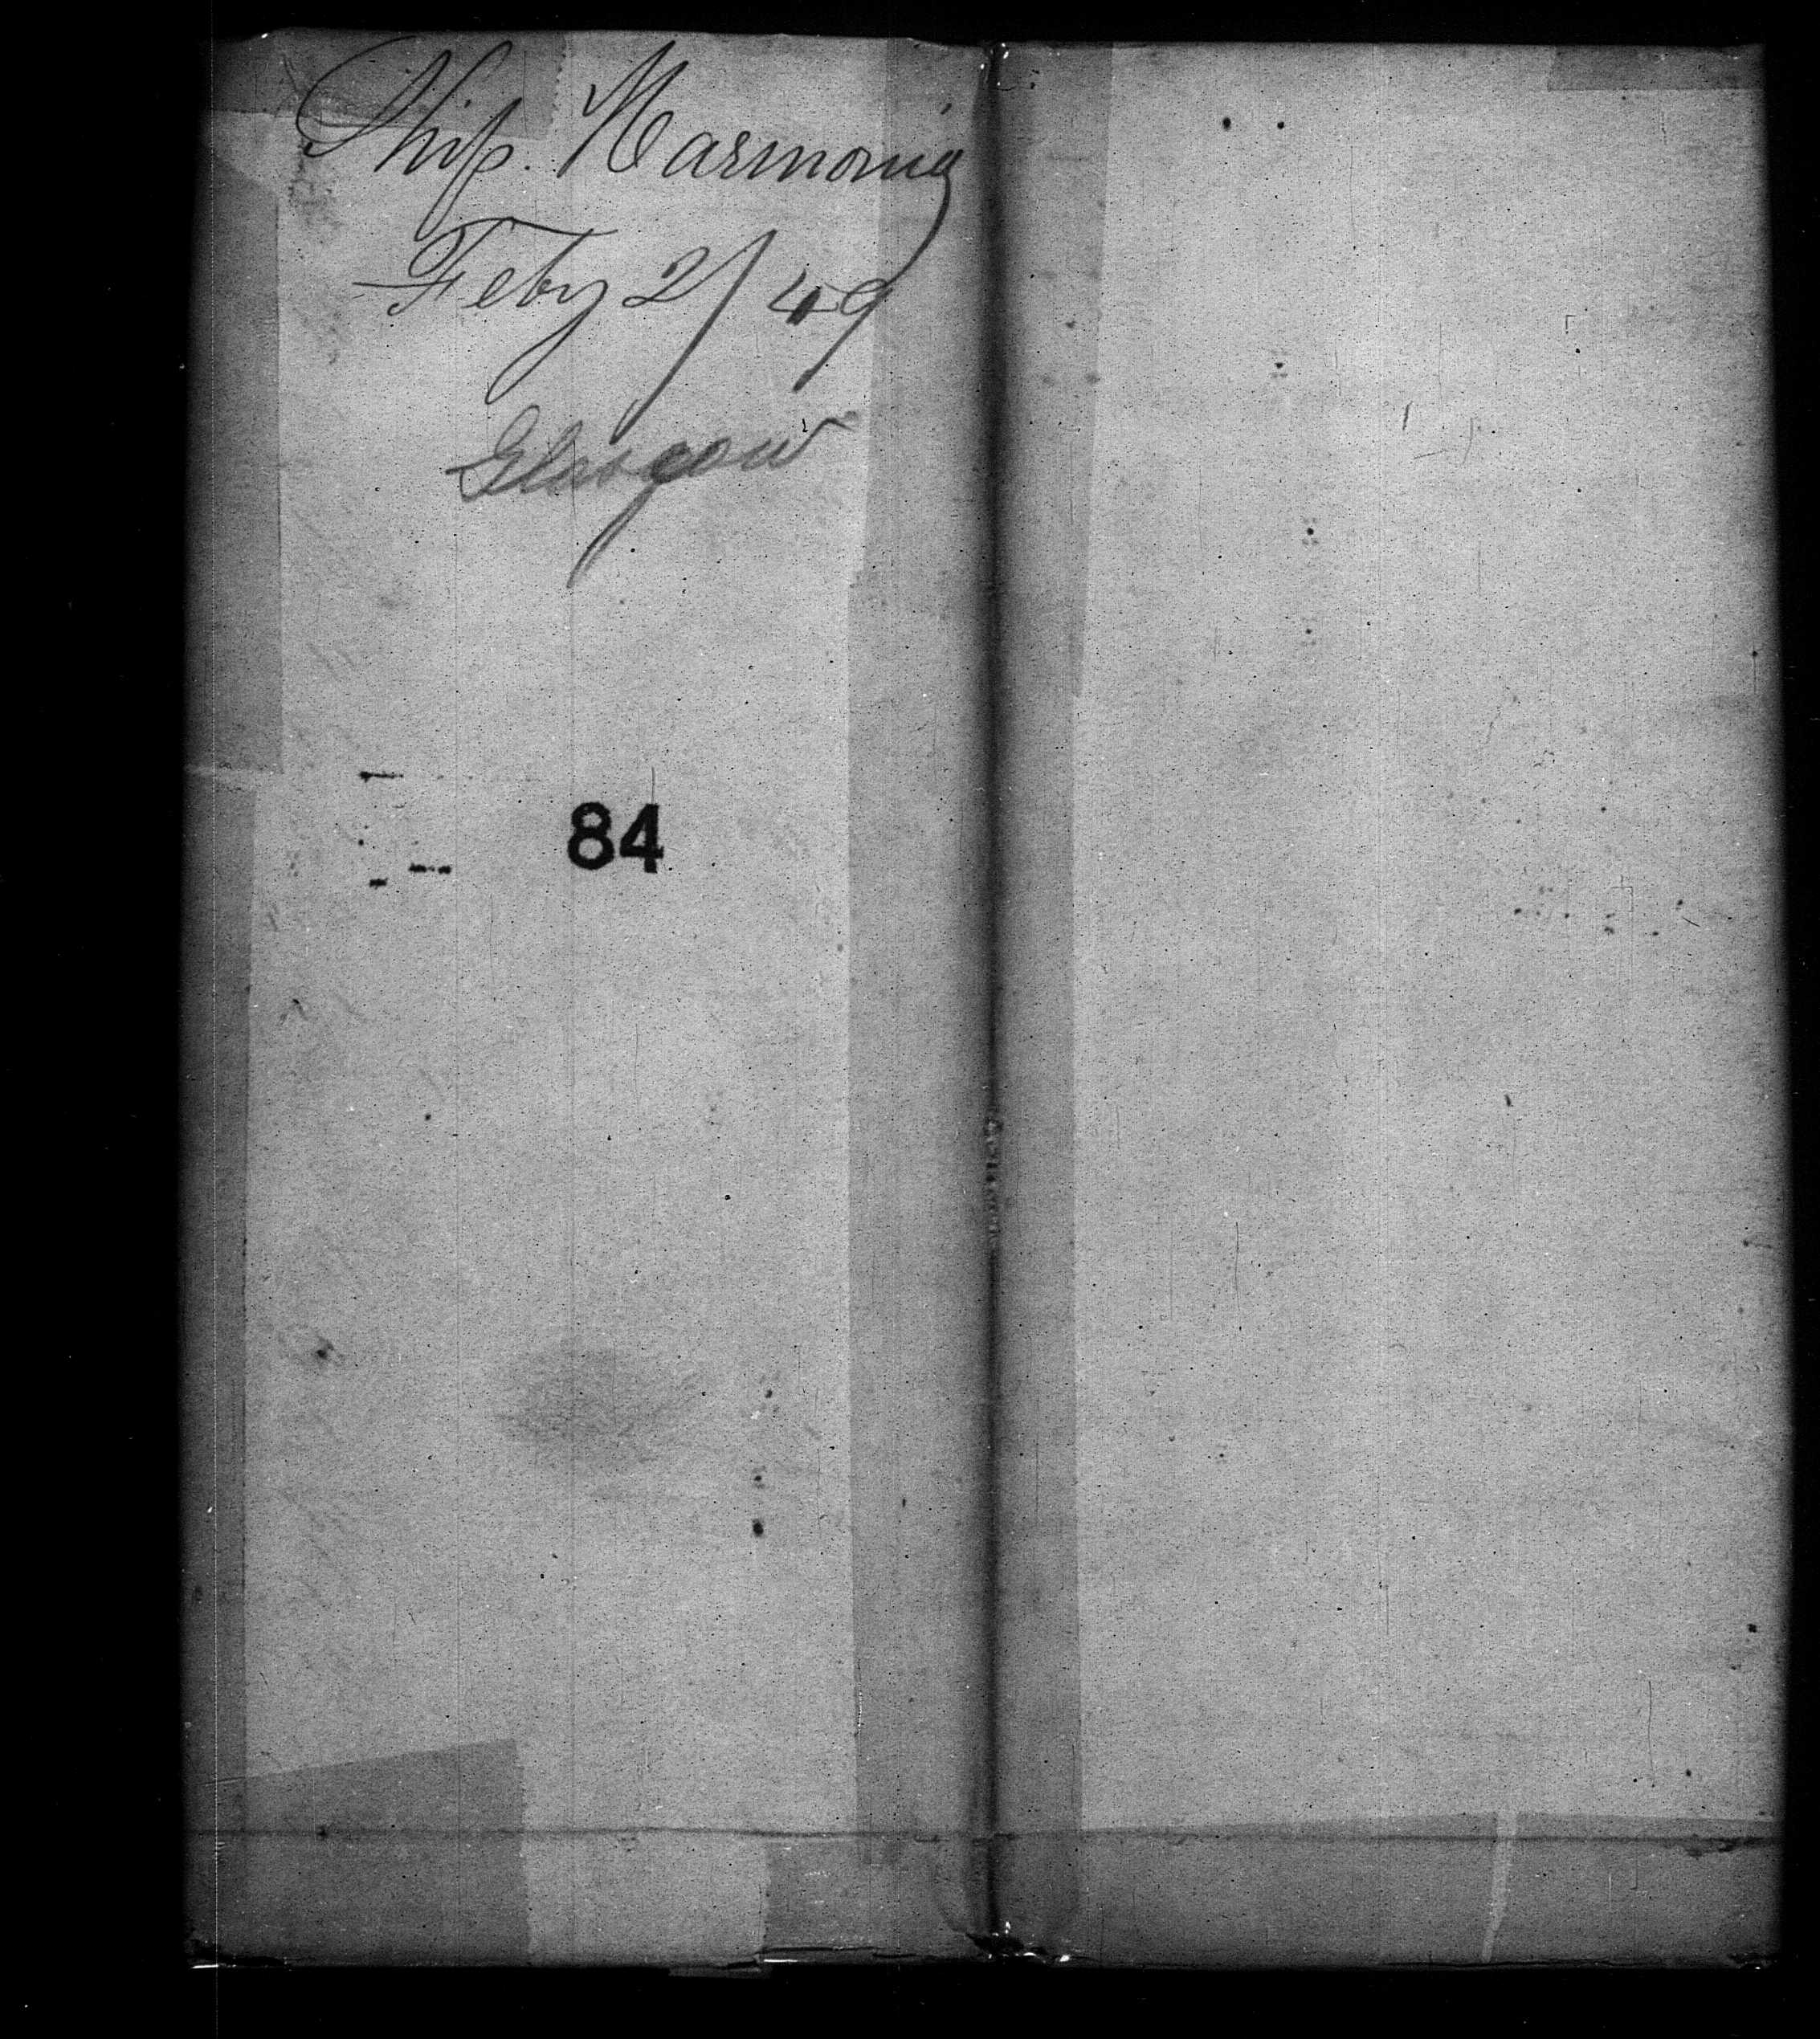 Ship. Harmonia
Feby 2/49
Glasgow
84